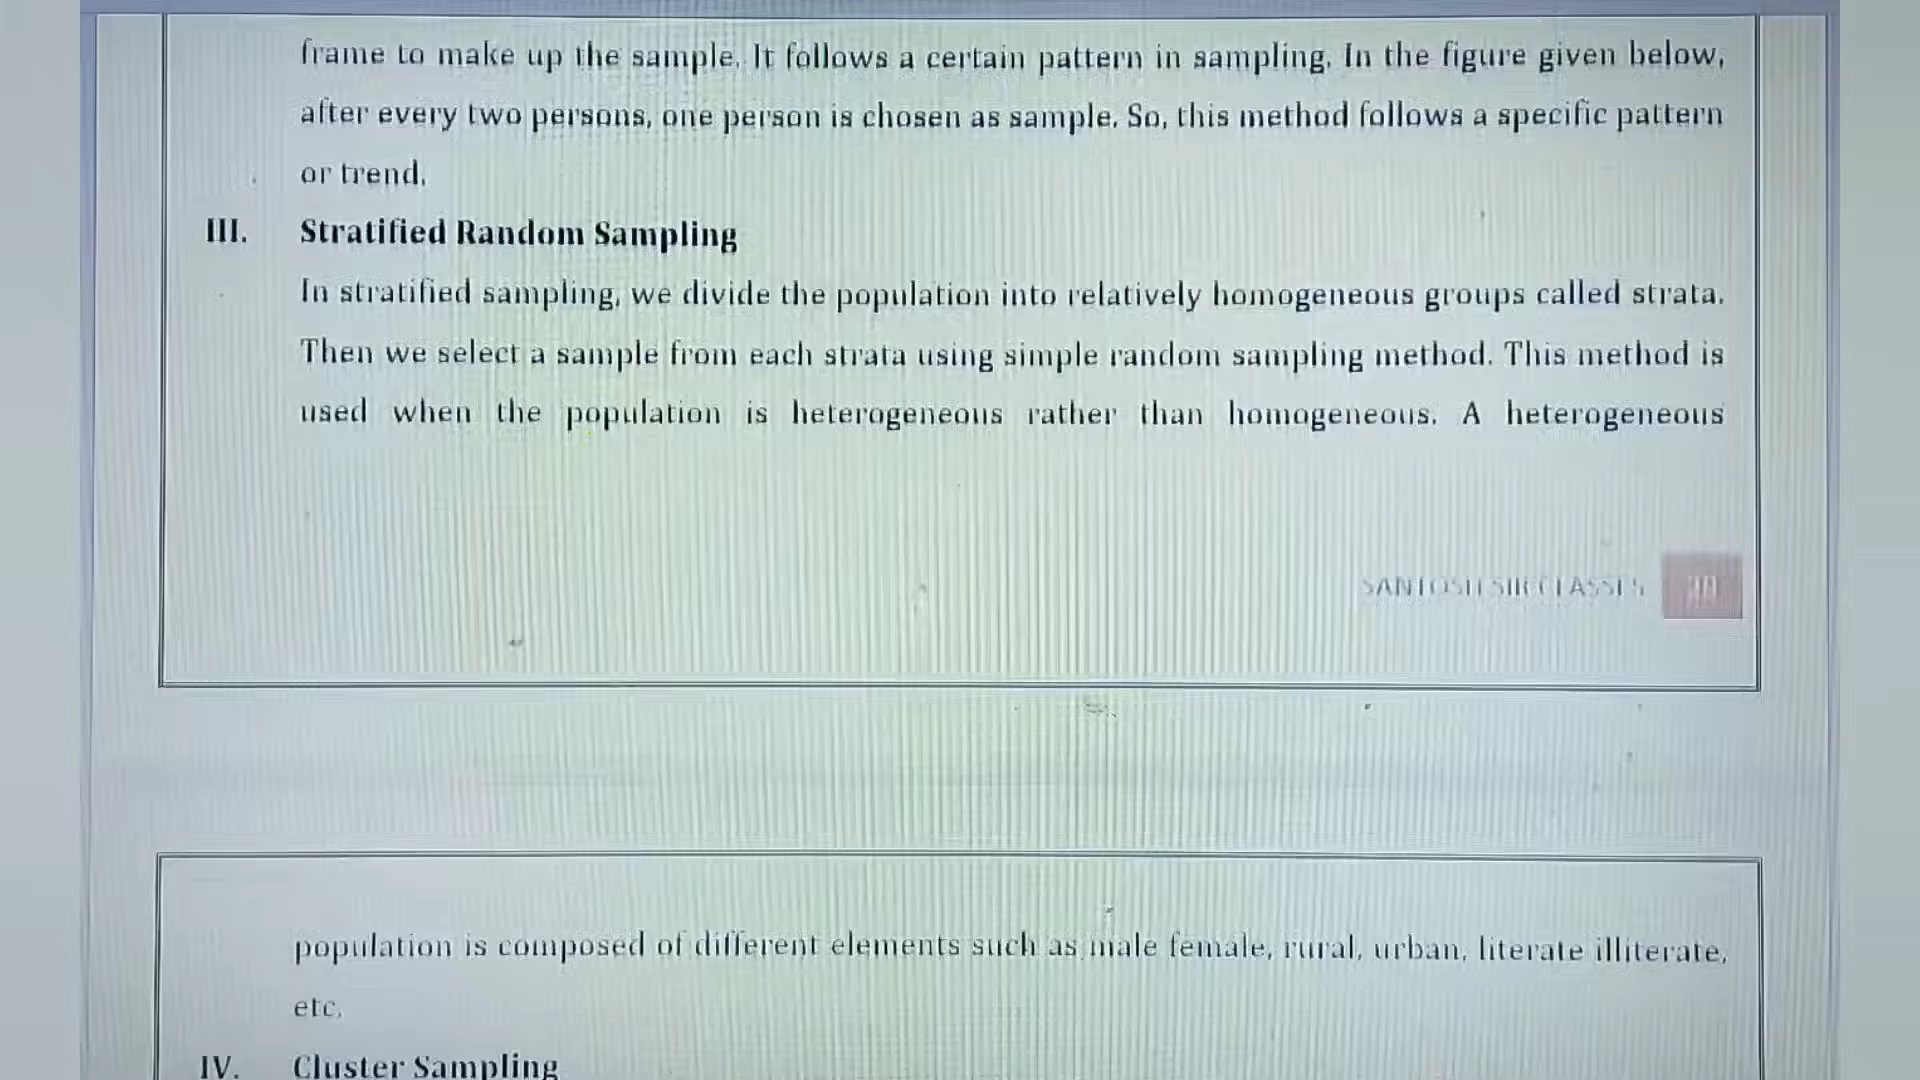 frame to make up the sample. It follows a certain pattern in sampling. In the figure given below,
after every two persons, one person is chosen as sample. So, this method follows a specific pattern
or trend.
III. Stratified Random Sampling
In stratified sampling, we divide the population into relatively homogeneous groups called strata.
Then we select a sample from each strata using simple random sampling method. This method is
used when the population is heterogeneous rather than homogeneous. A heterogeneous
SANTOSH SIR CLASSES
population is composed of different elements such as male female, rural, urban, literate illiterate,
etc.
IV. Cluster Sampling